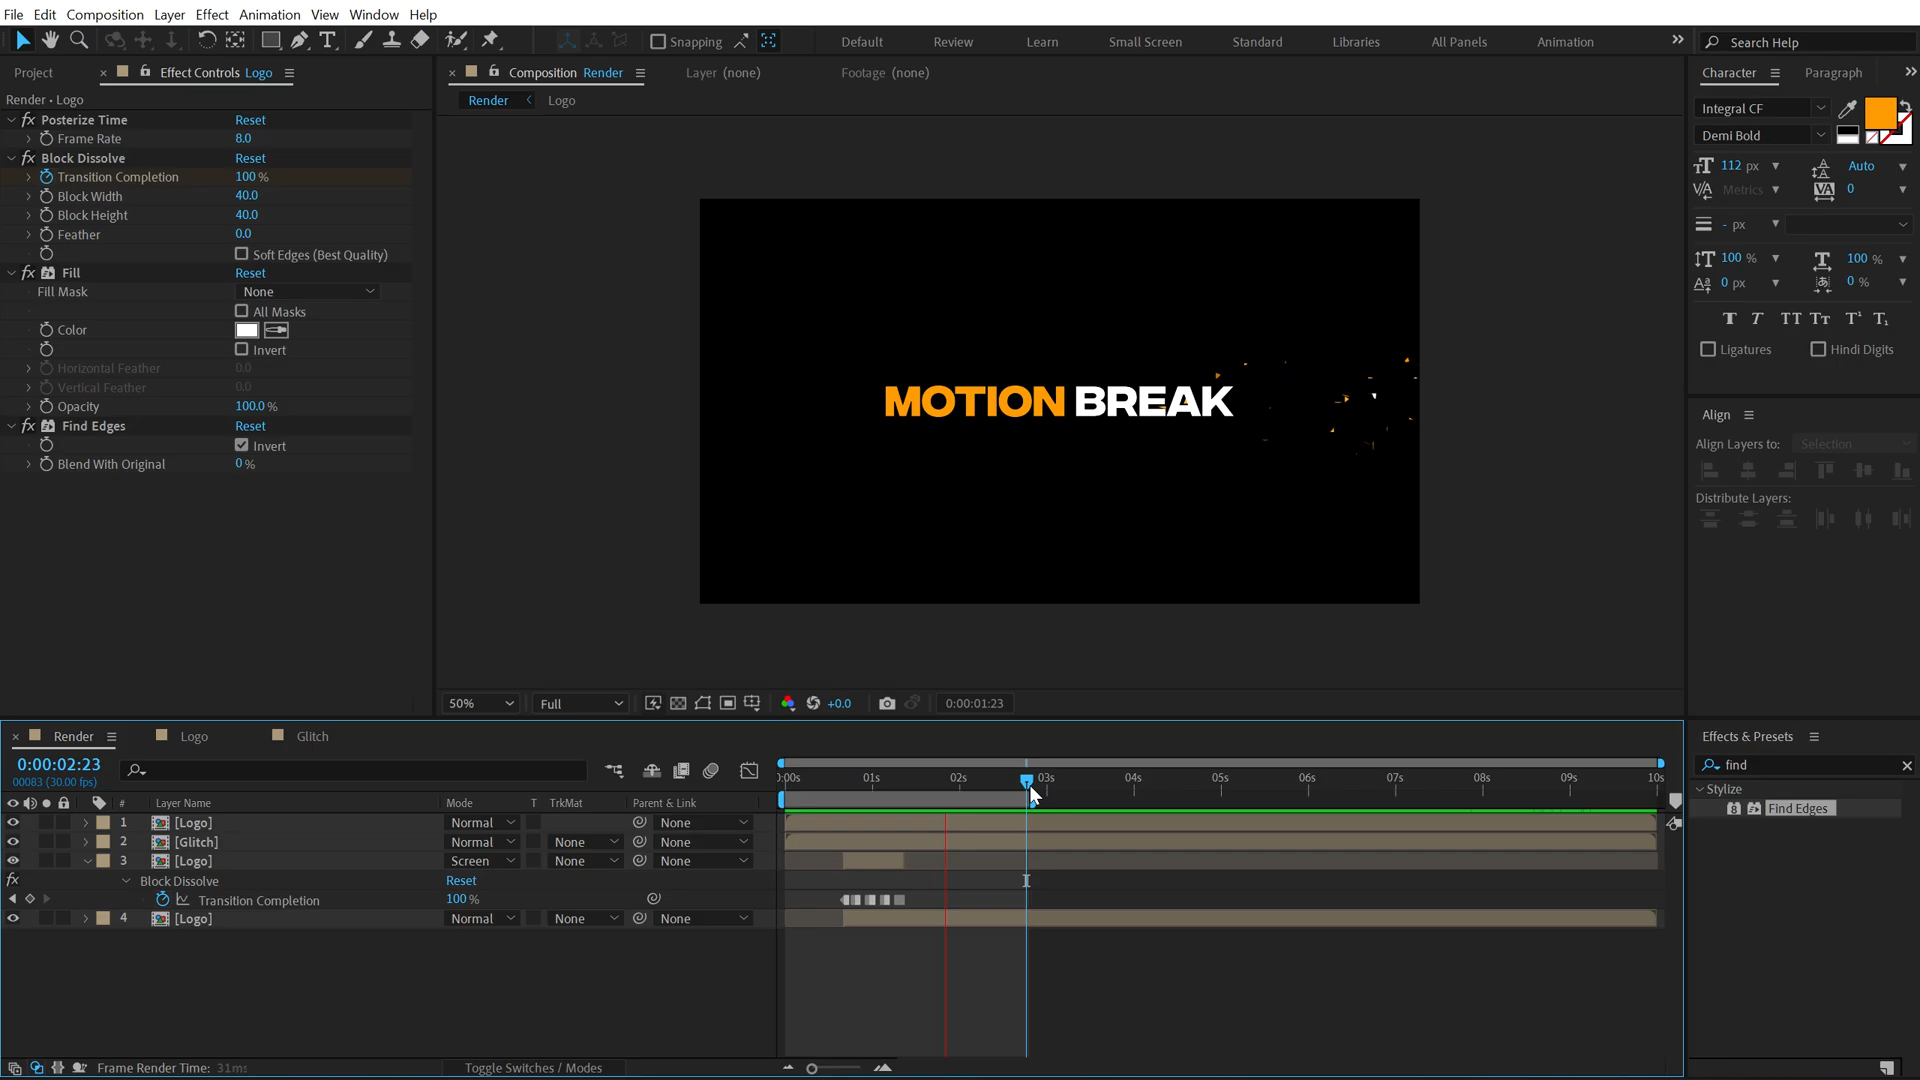 File Edit Composition Layer Effect Animation View Window Help
Snapping Default Review Learn Small Screen Standard Libraries All Panels Animation Search Help
Project Effect Controls Logo Composition Render Layer (none) Footage (none) Character Paragraph
Render • Logo Render Logo
Posterize Time Reset
Frame Rate 8.0
Block Dissolve Reset
Transition Completion 100 %
Block Width 40.0
Block Height 40.0
Feather 0.0
Soft Edges (Best Quality)
Fill Reset
Fill Mask None
All Masks
Color
Invert
Horizontal Feather 0.0
Vertical Feather 0.0
Opacity 100.0 %
Find Edges Reset
Invert
Blend With Original 0 %
MOTION BREAK
50% Full +0.0 0:00:01:23
Integral CF
Demi Bold
112 px Auto
Metrics 0
- px
100 % 100 %
0 px 0 %
Ligatures Hindi Digits
Align
Align Layers to: Selection
Distribute Layers:
Render Logo Glitch
0:00:02:23
00083 (30.00 fps)
0:00s 01s 02s 03s 04s 05s 06s 07s 08s 09s 10s
# Layer Name Mode T TrkMat Parent & Link
1 [Logo] Normal None
2 [Glitch] Normal None None
3 [Logo] Screen None None
Block Dissolve Reset
Transition Completion 100 %
4 [Logo] Normal None None
Frame Render Time: 31ms Toggle Switches / Modes
Effects & Presets
find
Stylize
Find Edges